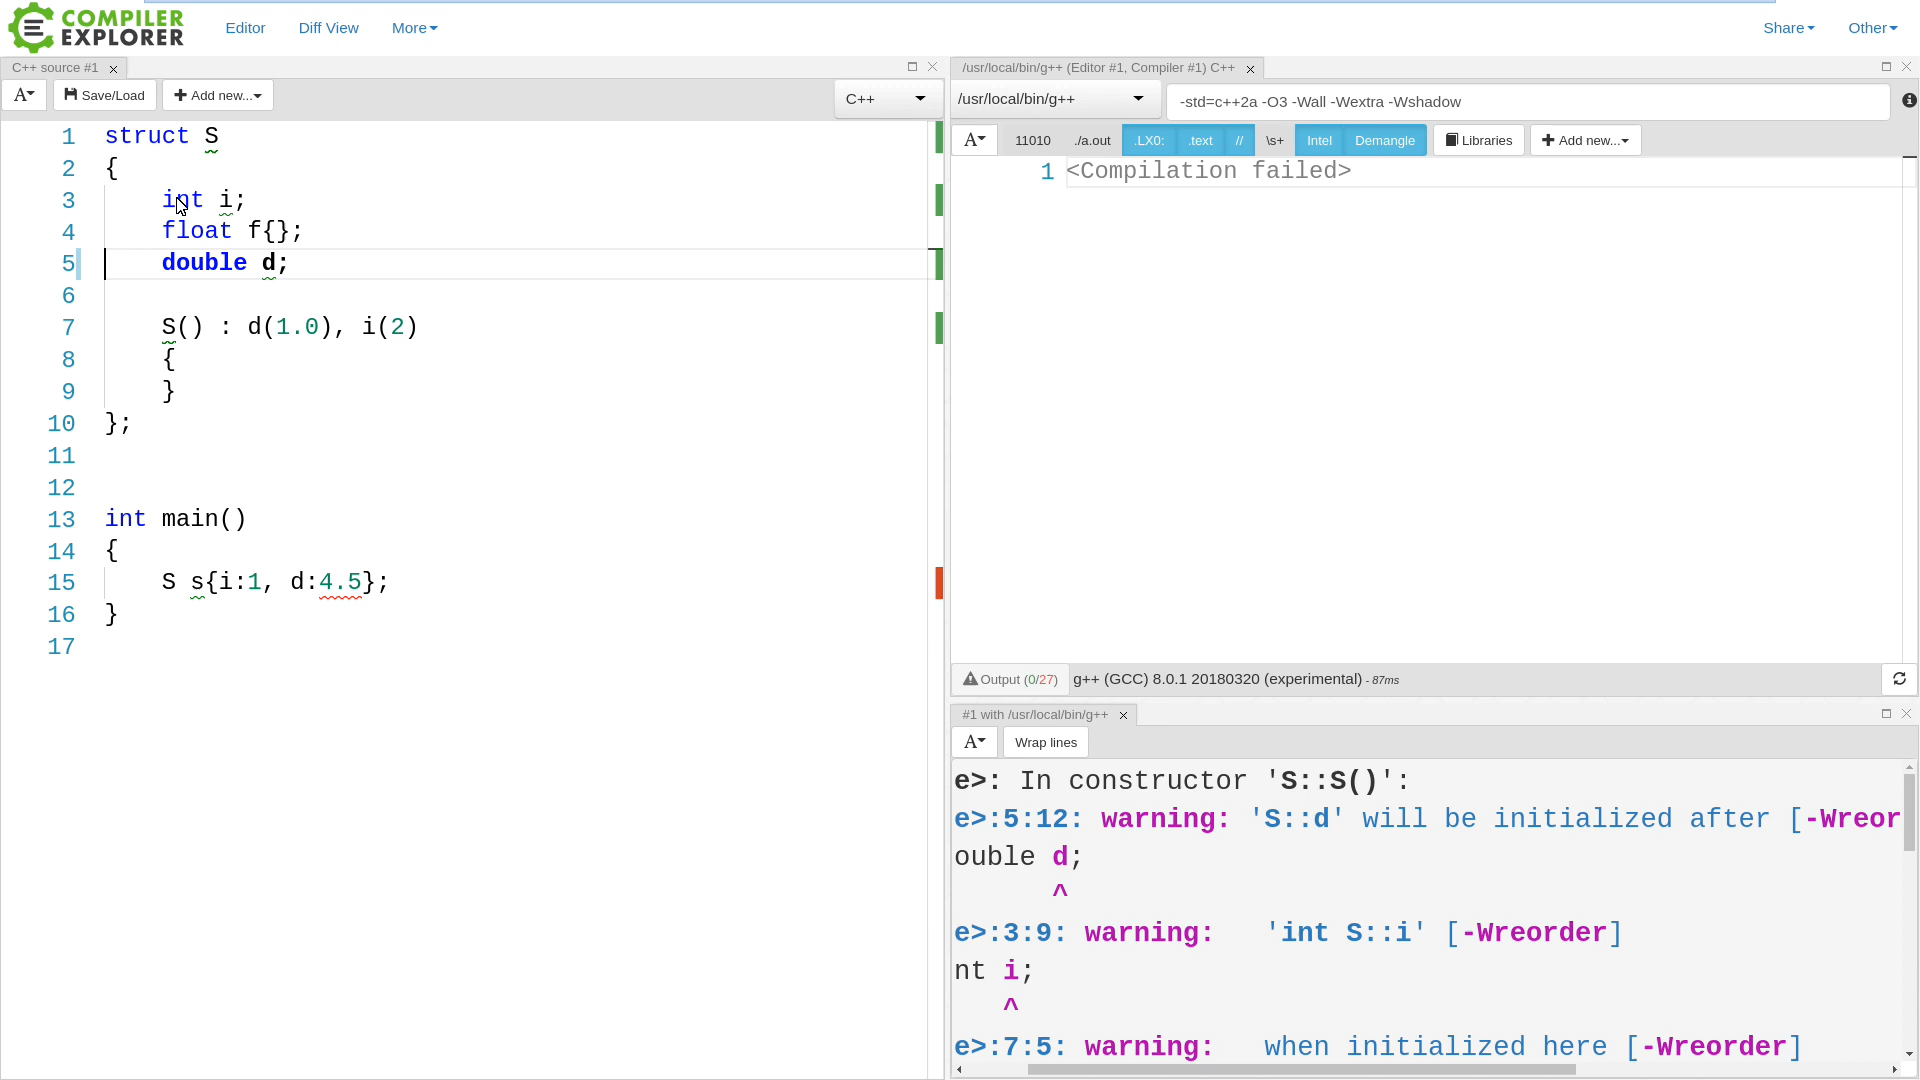 COMPILER
EXPLORER
Editor
Diff View
More
Share
Other
C++ source #1
A
Save/Load
Add new...
C++
1 struct S
2 {
3     int i;
4     float f{};
5     double d;
6
7     S() : d(1.0), i(2)
8     {
9     }
10 };
11
12
13 int main()
14 {
15     S s{i:1, d:4.5};
16 }
17
/usr/local/bin/g++ (Editor #1, Compiler #1) C++
/usr/local/bin/g++
-std=c++2a -O3 -Wall -Wextra -Wshadow
A
11010
./a.out
.LX0:
.text
//
\s+
Intel
Demangle
Libraries
Add new...
1 <Compilation failed>
Output (0/27) g++ (GCC) 8.0.1 20180320 (experimental) - 87ms
#1 with /usr/local/bin/g++
A
Wrap lines
e>: In constructor 'S::S()':
e>:5:12: warning: 'S::d' will be initialized after [-Wreor
ouble d;
^
e>:3:9: warning:   'int S::i' [-Wreorder]
nt i;
^
e>:7:5: warning:   when initialized here [-Wreorder]